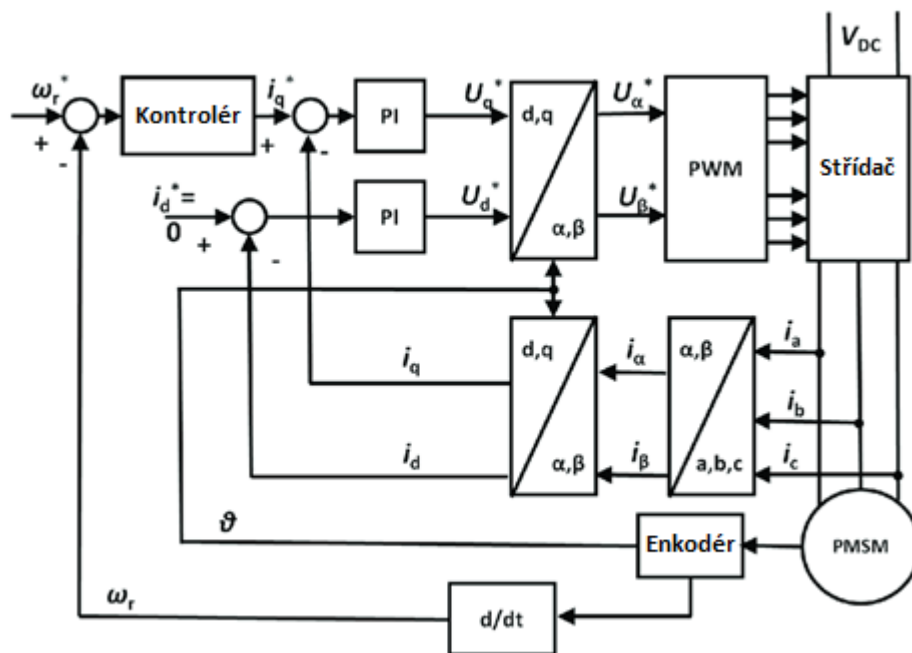 V_DC
ω_r^*
Kontrolér
i_q^*
PI
U_q^*
d,q
α,β
U_α^*
PWM
Střídač
+
-
+
-
i_d^*=
0
+
-
PI
U_d^*
U_β^*
d,q
α,β
i_α
α,β
a,b,c
i_a
i_q
i_b
i_d
i_β
i_c
ϑ
Enkodér
PMSM
ω_r
d/dt